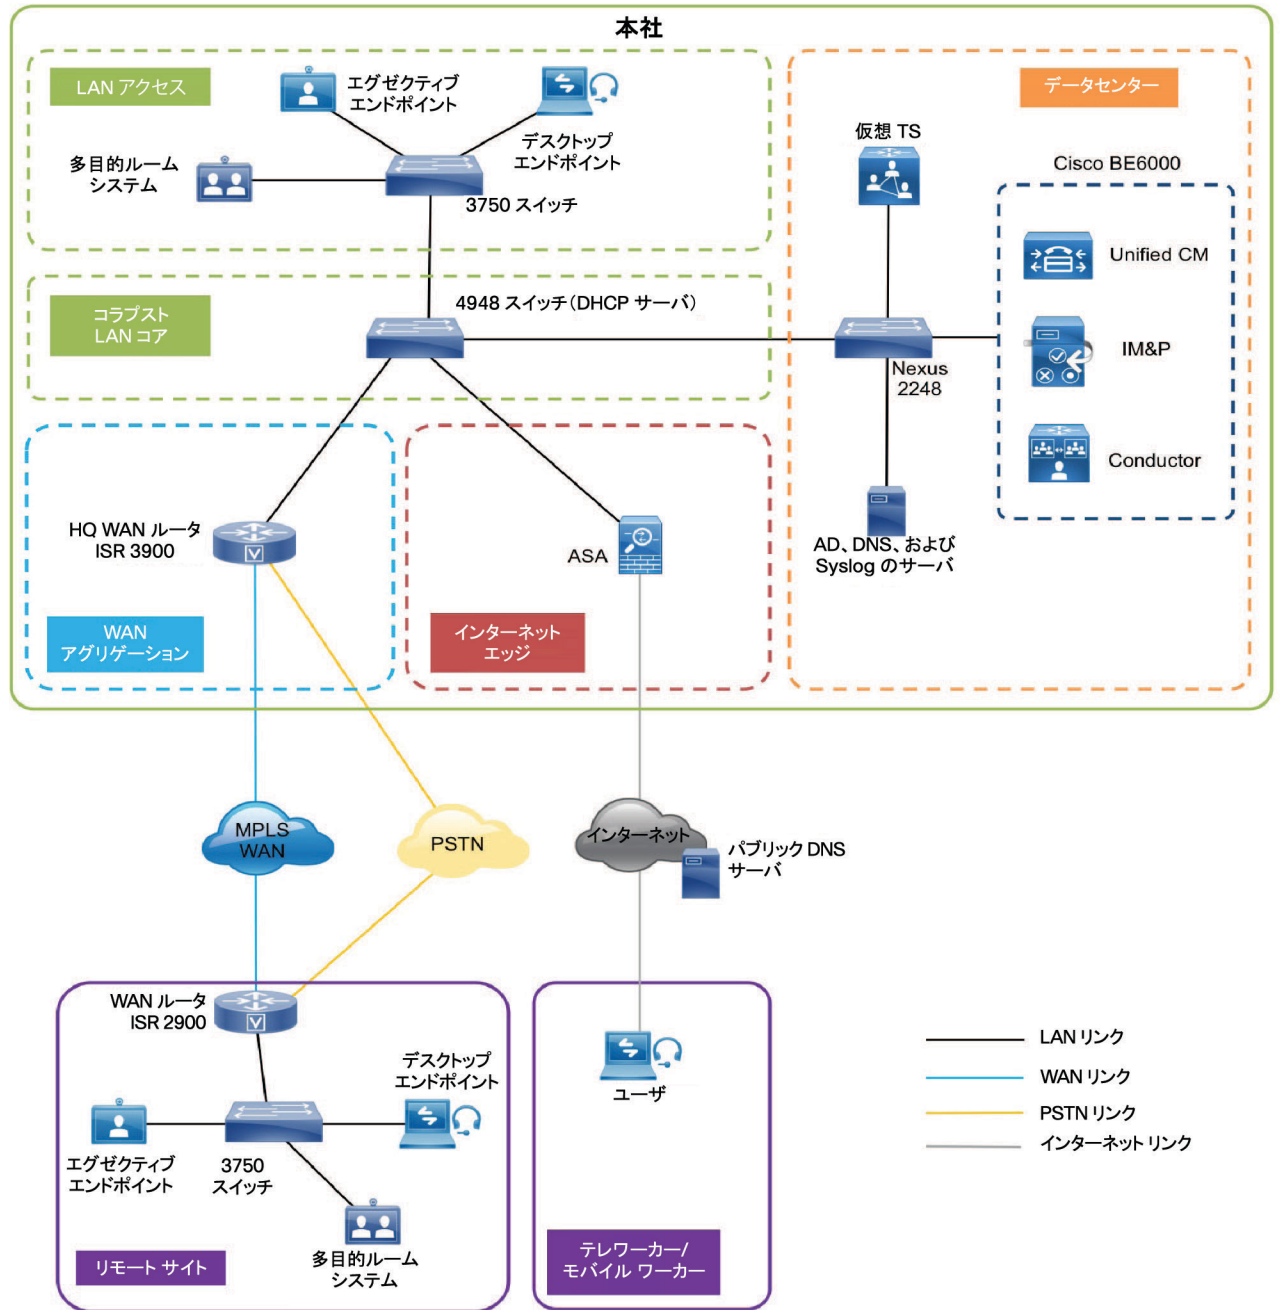 本社
LAN アクセス
エグゼクティブ
エンドポイント
デスクトップ
エンドポイント
多目的ルーム
システム
3750 スイッチ
データセンター
仮想 TS
Cisco BE6000
Unified CM
IM&P
Conductor
Nexus
2248
AD、DNS、および
Syslog のサーバ
コラプスト
LAN コア
4948 スイッチ（DHCP サーバ）
HQ WAN ルータ
ISR 3900
WAN
アグリゲーション
ASA
インターネット
エッジ
MPLS
WAN
PSTN
インターネット
パブリック DNS
サーバ
WAN ルータ
ISR 2900
デスクトップ
エンドポイント
エグゼクティブ
エンドポイント
3750
スイッチ
多目的ルーム
システム
リモート サイト
ユーザ
テレワーカー/
モバイル ワーカー
LAN リンク
WAN リンク
PSTN リンク
インターネット リンク